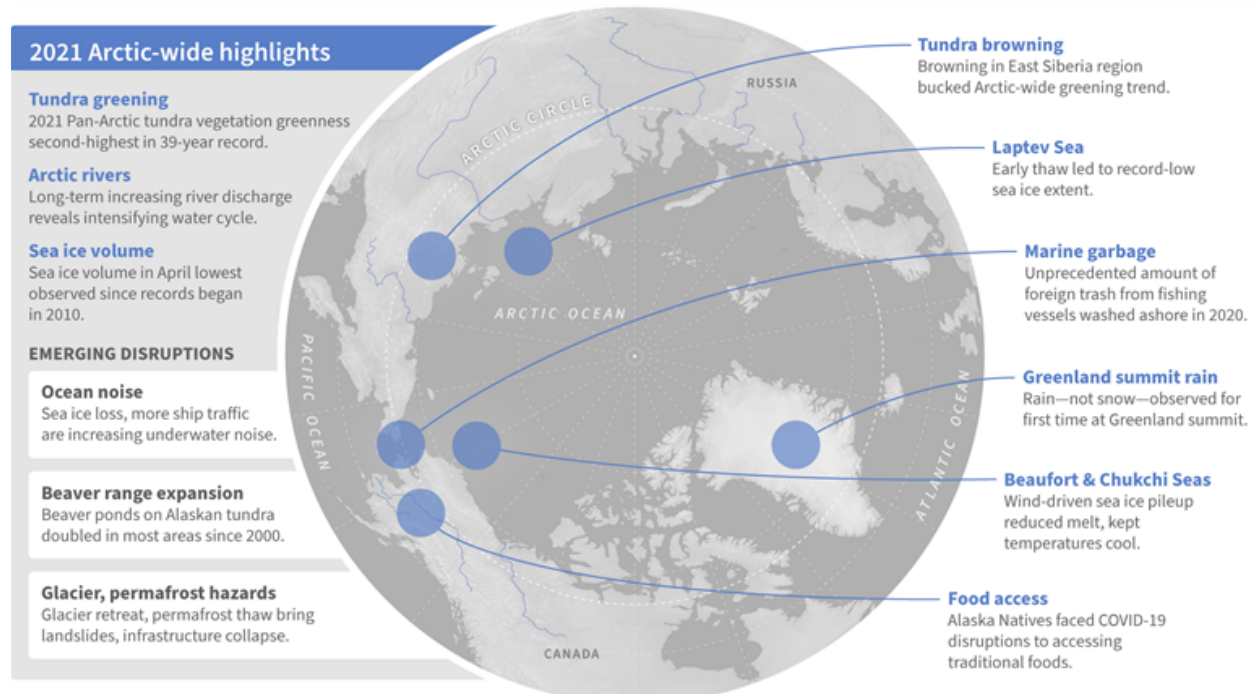 2021 Arctic-wide highlights
Tundra greening
2021 Pan-Arctic tundra vegetation greenness
second-highest in 39-year record.
Arctic rivers
Long-term increasing river discharge
reveals intensifying water cycle.
Sea ice volume
Sea ice volume in April lowest
observed since records began
in 2010.
EMERGING DISRUPTIONS
Ocean noise
Sea ice loss, more ship traffic
are increasing underwater noise.
Beaver range expansion
Beaver ponds on Alaskan tundra
doubled in most areas since 2000.
Glacier, permafrost hazards
Glacier retreat, permafrost thaw bring
landslides, infrastructure collapse.
ARCTIC CIRCLE
RUSSIA
ARCTIC OCEAN
PACIFIC OCEAN
ATLANTIC OCEAN
CANADA
Tundra browning
Browning in East Siberia region
bucked Arctic-wide greening trend.
Laptev Sea
Early thaw led to record-low
sea ice extent.
Marine garbage
Unprecedented amount of
foreign trash from fishing
vessels washed ashore in 2020.
Greenland summit rain
Rain—not snow—observed for
first time at Greenland summit.
Beaufort & Chukchi Seas
Wind-driven sea ice pileup
reduced melt, kept
temperatures cool.
Food access
Alaska Natives faced COVID-19
disruptions to accessing
traditional foods.